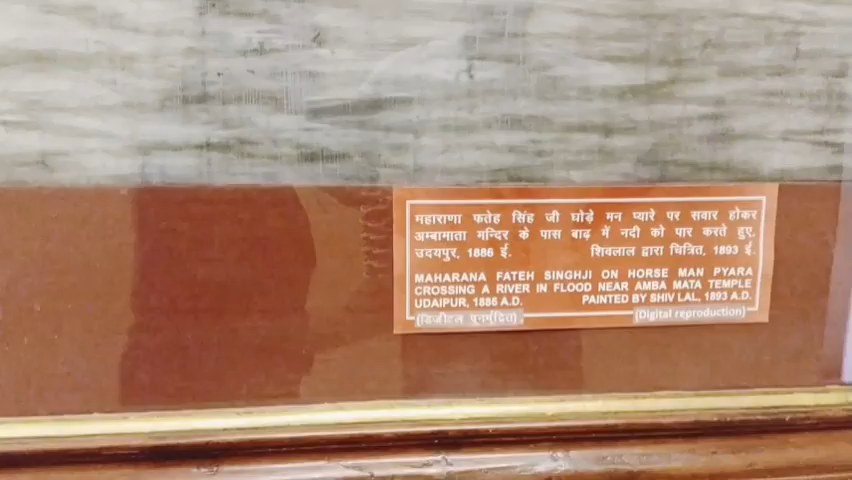 महाराणा फतेह सिंह जी घोड़े मन प्यारे पर सवार होकर
अम्बामाता मन्दिर के पास बाढ़ में नदी को पार करते हुए,
उदयपुर, 1886 ई. शिवलाल द्वारा चित्रित, 1893 ई.
MAHARANA FATEH SINGHJI ON HORSE MAN PYARA
CROSSING A RIVER IN FLOOD NEAR AMBA MATA TEMPLE
UDAIPUR, 1886 A.D. PAINTED BY SHIV LAL, 1893 A.D.
(डिजीटल पुनर्मुद्रित) (Digital reproduction)